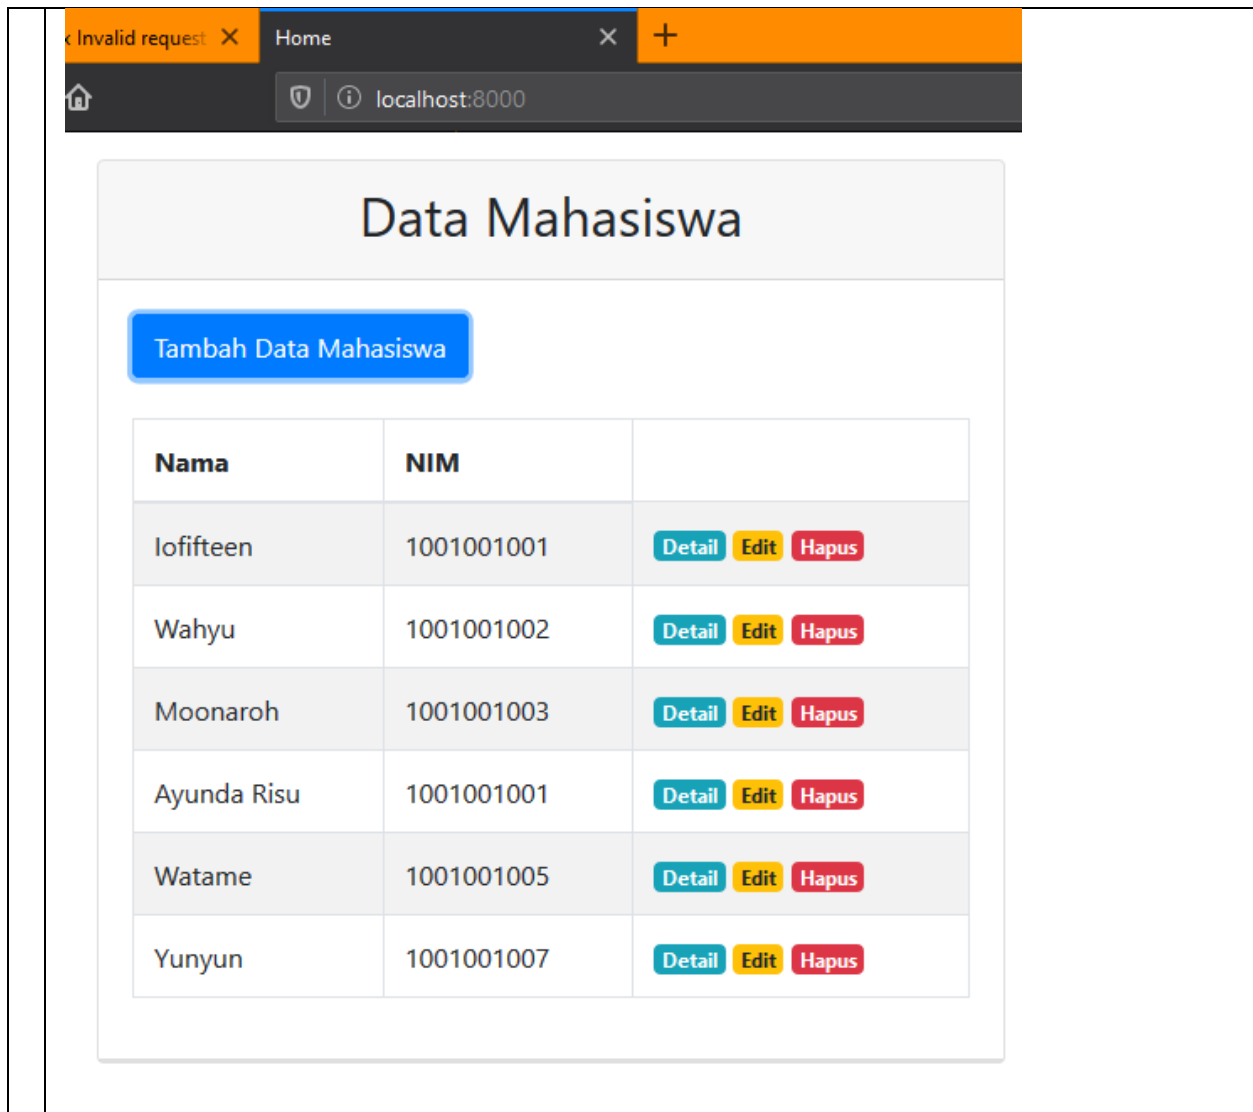 Invalid request
Home
localhost:8000
Data Mahasiswa
Tambah Data Mahasiswa
Nama NIM
Iofifteen 1001001001 Detail Edit Hapus
Wahyu 1001001002 Detail Edit Hapus
Moonaroh 1001001003 Detail Edit Hapus
Ayunda Risu 1001001001 Detail Edit Hapus
Watame 1001001005 Detail Edit Hapus
Yunyun 1001001007 Detail Edit Hapus